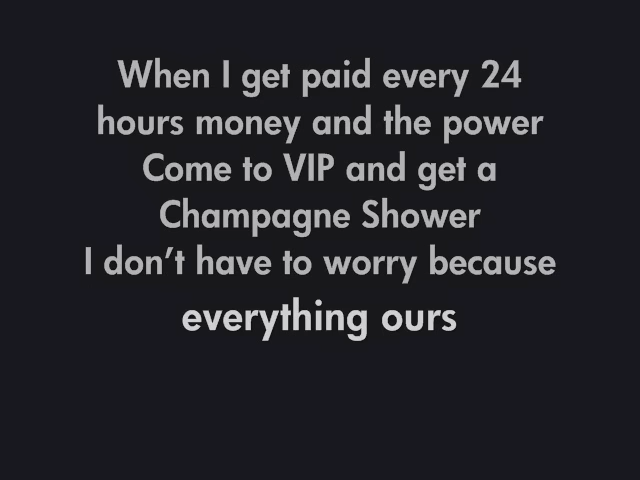 When I get paid every 24
hours money and the power
Come to VIP and get a
Champagne Shower
I don't have to worry because
everything ours